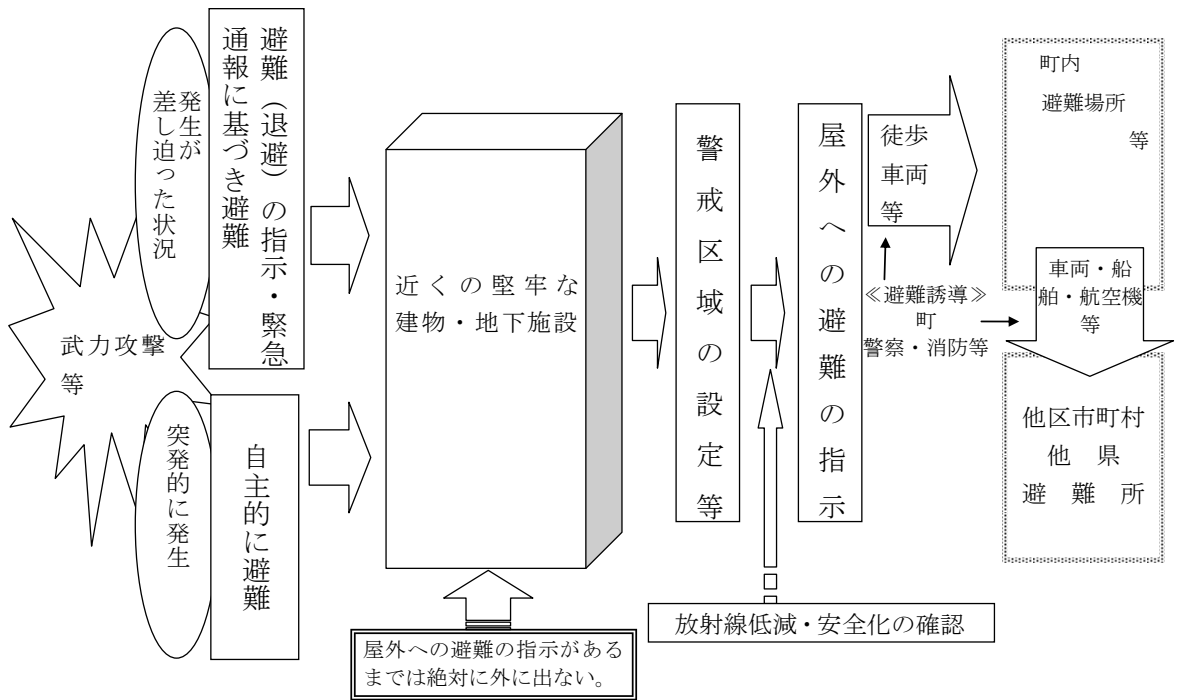 武力攻撃
等
発生が
差し迫った状況
避難（退避）の指示・緊急
通報に基づき避難
突発的に発生
自主的に避難
近くの堅牢な
建物・地下施設
屋外への避難の指示がある
までは絶対に外に出ない。
警戒区域の設定等
放射線低減・安全化の確認
屋外への避難の指示
徒歩
車両
等
≪避難誘導≫
町
警察・消防等
町内
避難場所
等
車両・船
舶・航空機
等
他区市町村
他　県
避　難　所